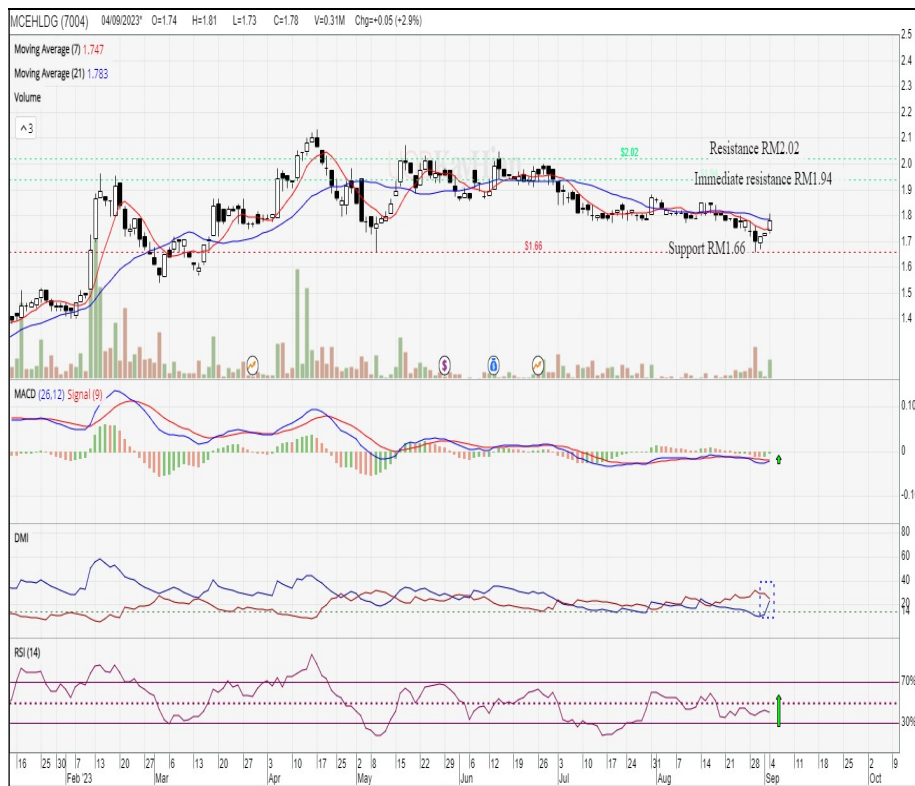 MCEHLDG (7004) 04/09/2023* O=1.74 H=1.81 L=1.73 C=1.78 V=0.31M Chg=+0.05 (+2.9%)
Moving Average (7) 1.747
Moving Average (21) 1.783
Volume
^ 3
2.5
2.4
2.3
2.2
2.1
2.0
1.9
1.8
1.7
1.6
1.5
1.4
$2.02
Resistance RM2.02
Immediate resistance RM1.94
$1.66
Support RM1.66
$
MACD (26,12) Signal (9)
0.10
0
-0.10
DMI
80
60
40
20
14
RSI (14)
70%
30%
16 25 30 7 13 20 27 6 13 20 29 3 10 17 25 2 8 15 22 29 6 12 19 26 3 10 17 24 31 7 14 21 28 4 11 18 25 2 9
Feb '23 Mar Apr May Jun Jul Aug Sep Oct